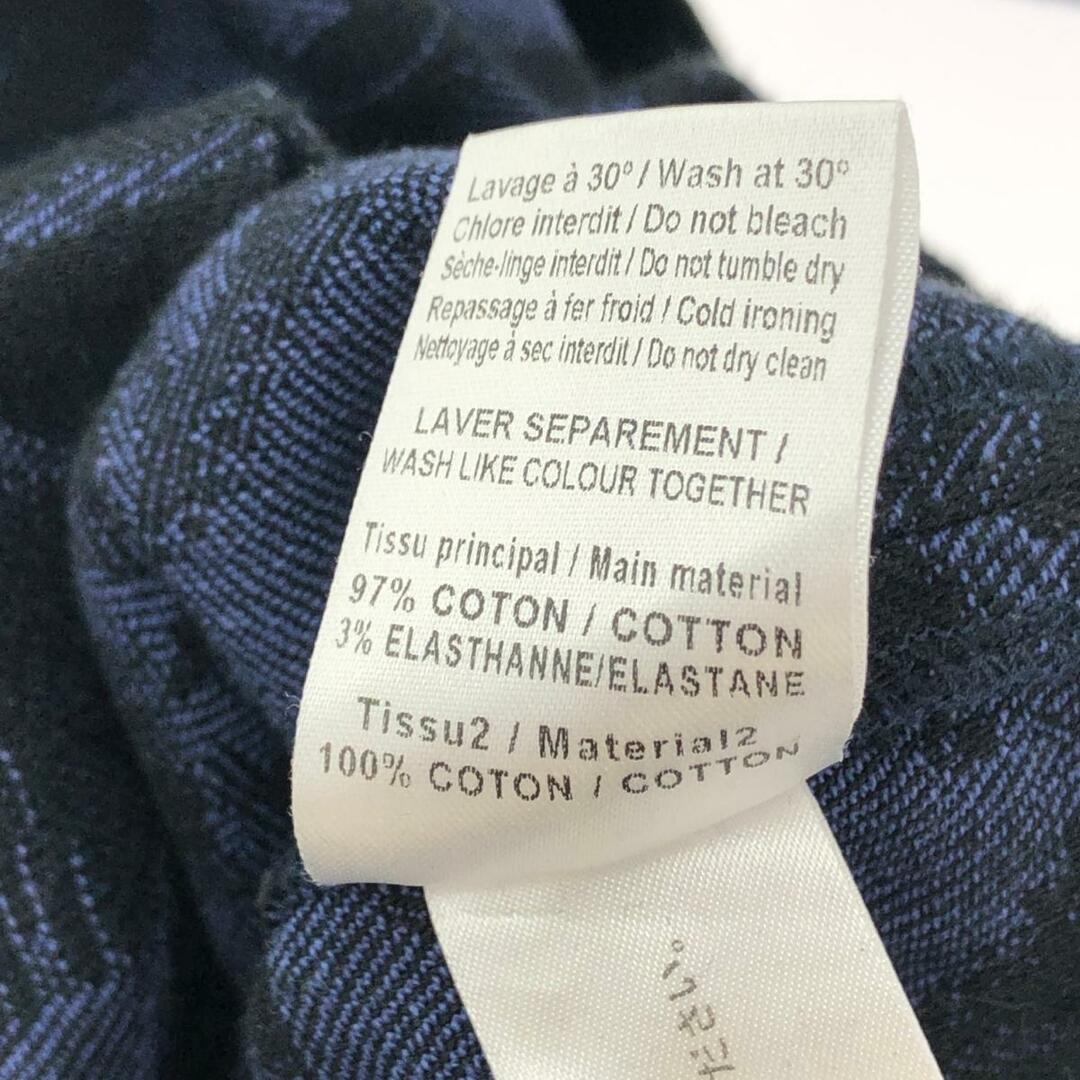 Lavage à 30° / Wash at 30°
Chlore interdit / Do not bleach
Sèche-linge interdit / Do not tumble dry
Repassage à fer froid / Cold ironing
Nettoyage à sec interdit / Do not dry clean
LAVER SEPAREMENT /
WASH LIKE COLOUR TOGETHER
Tissu principal / Main material
97% COTON / COTTON
3% ELASTHANNE/ELASTANE
Tissu2 / Material2
100% COTON / COTTON
さい。